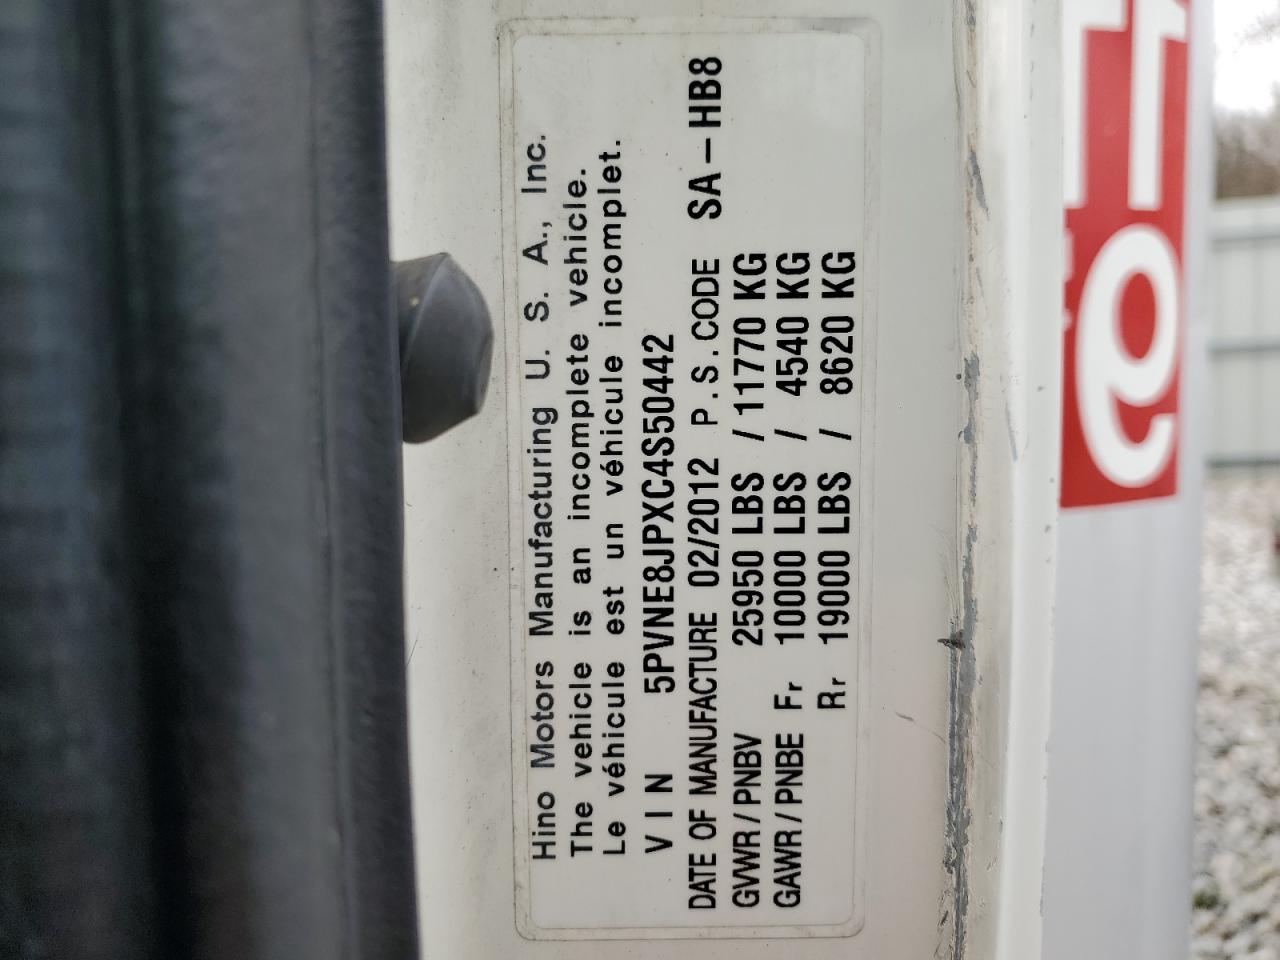 Hino Motors Manufacturing U. S. A., Inc.
The vehicle is an incomplete vehicle.
Le véhicule est un véhicule incomplet.
VIN 5PVNE8JPXC4S50442
DATE OF MANUFACTURE 02/2012 P.S.CODE SA-HB8
GVWR/PNBV 25950 LBS /11770 KG
GAWR/PNBE Fr 10000 LBS / 4540 KG
Rr 19000 LBS / 8620 KG